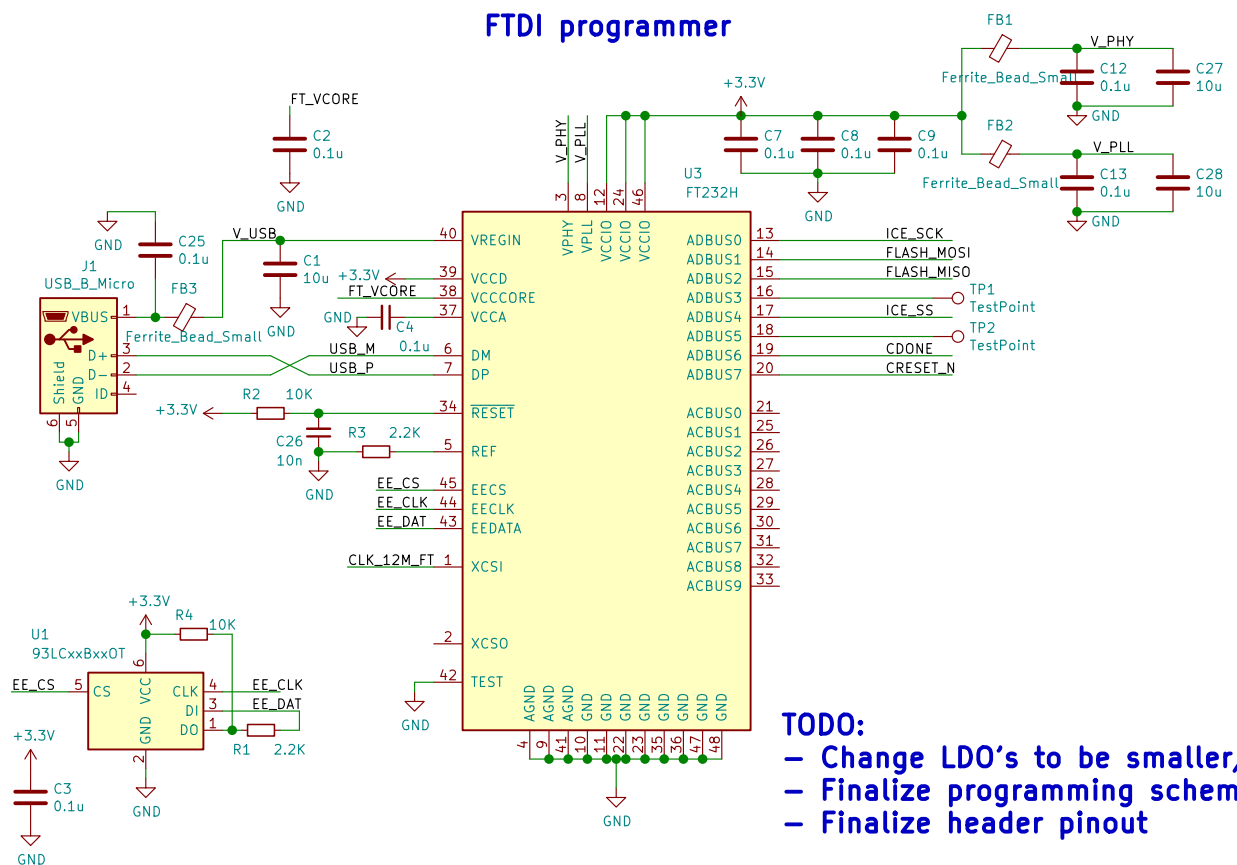 FTDI programmer
FB1
V_PHY
Ferrite_Bead_Small
C12
0.1u
C27
10u
GND
FT_VCORE
C2
0.1u
GND
+3.3V
V_PHY
V_PLL
C7
0.1u
C8
0.1u
C9
0.1u
GND
FB2
V_PLL
Ferrite_Bead_Small
C13
0.1u
C28
10u
GND
U3
FT232H
3
8
12
24
46
VPHY
VPLL
VCCIO
VCCIO
VCCIO
GND
C25
0.1u
V_USB
C1
10u
GND
J1
USB_B_Micro
FB3
Ferrite_Bead_Small
VBUS 1
D+ 3
D- 2
ID 4
Shield
GND
6
5
GND
+3.3V
FT_VCORE
GND
C4
0.1u
USB_M
USB_P
+3.3V
R2
10K
C26
10n
GND
R3
2.2K
EE_CS
EE_CLK
EE_DAT
CLK_12M_FT
40 VREGIN
39 VCCD
38 VCCCORE
37 VCCA
6 DM
7 DP
34 RESET
5 REF
45 EECS
44 EECLK
43 EEDATA
1 XCSI
2 XCSO
42 TEST
GND
ADBUS0 13 ICE_SCK
ADBUS1 14 FLASH_MOSI
ADBUS2 15 FLASH_MISO
ADBUS3 16
TP1
TestPoint
ADBUS4 17 ICE_SS
ADBUS5 18
TP2
TestPoint
ADBUS6 19 CDONE
ADBUS7 20 CRESET_N
ACBUS0 21
ACBUS1 25
ACBUS2 26
ACBUS3 27
ACBUS4 28
ACBUS5 29
ACBUS6 30
ACBUS7 31
ACBUS8 32
ACBUS9 33
AGND
AGND
AGND
GND
GND
GND
GND
GND
GND
GND
GND
4
9
41
10
11
22
23
35
36
47
48
GND
+3.3V
R4
10K
U1
93LCxxBxxOT
6
VCC
EE_CS 5 CS
CLK 4 EE_CLK
DI 3 EE_DAT
DO 1
GND
2
GND
R1
2.2K
+3.3V
C3
0.1u
GND
TODO:
- Change LDO's to be smaller,
- Finalize programming schem
- Finalize header pinout